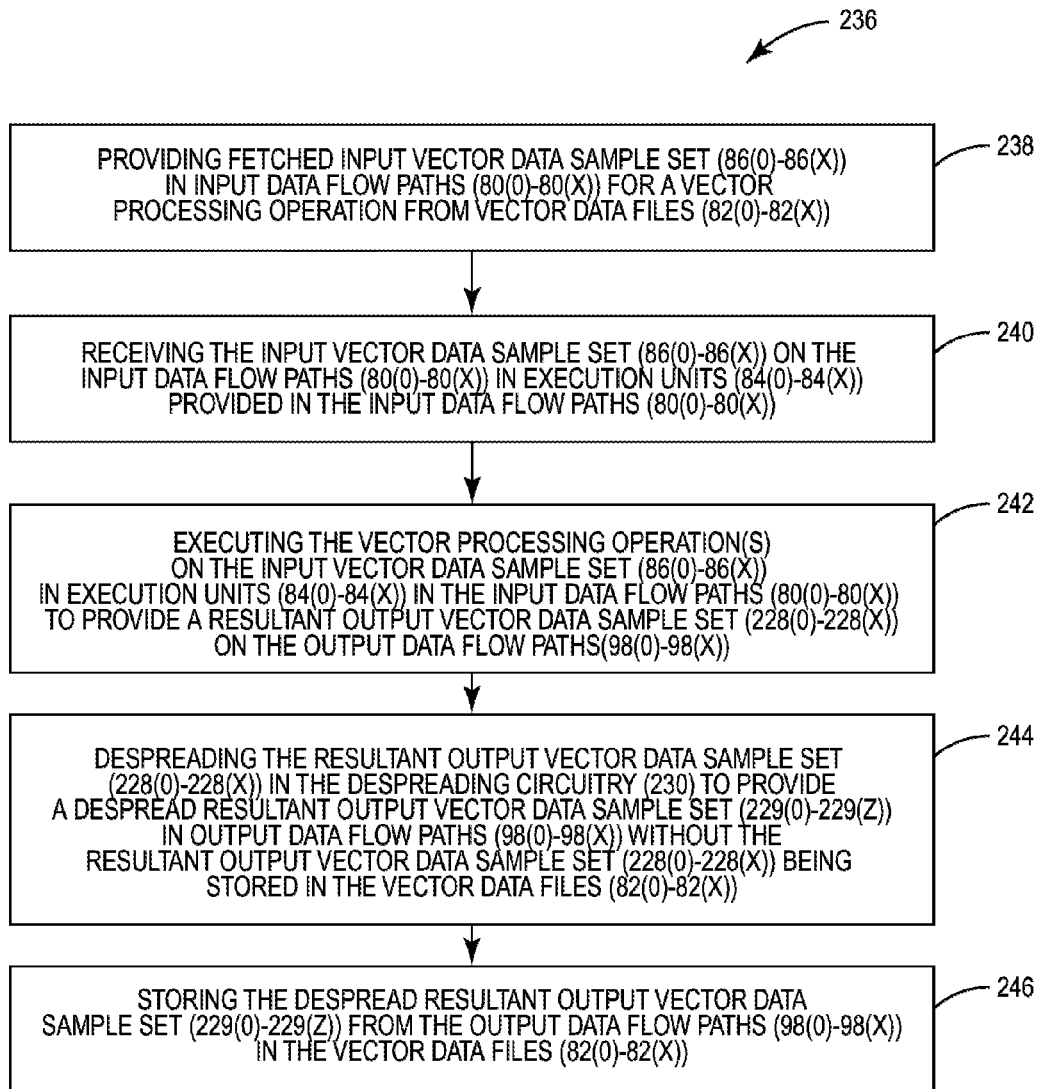 236
PROVIDING FETCHED INPUT VECTOR DATA SAMPLE SET (86(0)-86(X))
IN INPUT DATA FLOW PATHS (80(0)-80(X)) FOR A VECTOR
PROCESSING OPERATION FROM VECTOR DATA FILES (82(0)-82(X))
238
RECEIVING THE INPUT VECTOR DATA SAMPLE SET (86(0)-86(X)) ON THE
INPUT DATA FLOW PATHS (80(0)-80(X)) IN EXECUTION UNITS (84(0)-84(X))
PROVIDED IN THE INPUT DATA FLOW PATHS (80(0)-80(X))
240
EXECUTING THE VECTOR PROCESSING OPERATION(S)
ON THE INPUT VECTOR DATA SAMPLE SET (86(0)-86(X))
IN EXECUTION UNITS (84(0)-84(X)) IN THE INPUT DATA FLOW PATHS (80(0)-80(X))
TO PROVIDE A RESULTANT OUTPUT VECTOR DATA SAMPLE SET (228(0)-228(X))
ON THE OUTPUT DATA FLOW PATHS(98(0)-98(X))
242
DESPREADING THE RESULTANT OUTPUT VECTOR DATA SAMPLE SET
(228(0)-228(X)) IN THE DESPREADING CIRCUITRY (230) TO PROVIDE
A DESPREAD RESULTANT OUTPUT VECTOR DATA SAMPLE SET (229(0)-229(Z))
IN OUTPUT DATA FLOW PATHS (98(0)-98(X)) WITHOUT THE
RESULTANT OUTPUT VECTOR DATA SAMPLE SET (228(0)-228(X)) BEING
STORED IN THE VECTOR DATA FILES (82(0)-82(X))
244
STORING THE DESPREAD RESULTANT OUTPUT VECTOR DATA
SAMPLE SET (229(0)-229(Z)) FROM THE OUTPUT DATA FLOW PATHS (98(0)-98(X))
IN THE VECTOR DATA FILES (82(0)-82(X))
246